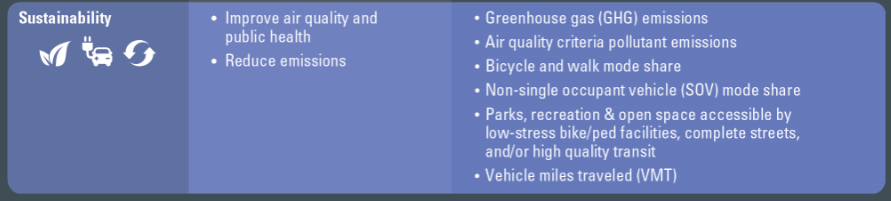 Sustainability
• Improve air quality and
public health
• Reduce emissions
• Greenhouse gas (GHG) emissions
• Air quality criteria pollutant emissions
• Bicycle and walk mode share
• Non-single occupant vehicle (SOV) mode share
• Parks, recreation & open space accessible by
low-stress bike/ped facilities, complete streets,
and/or high quality transit
• Vehicle miles traveled (VMT)